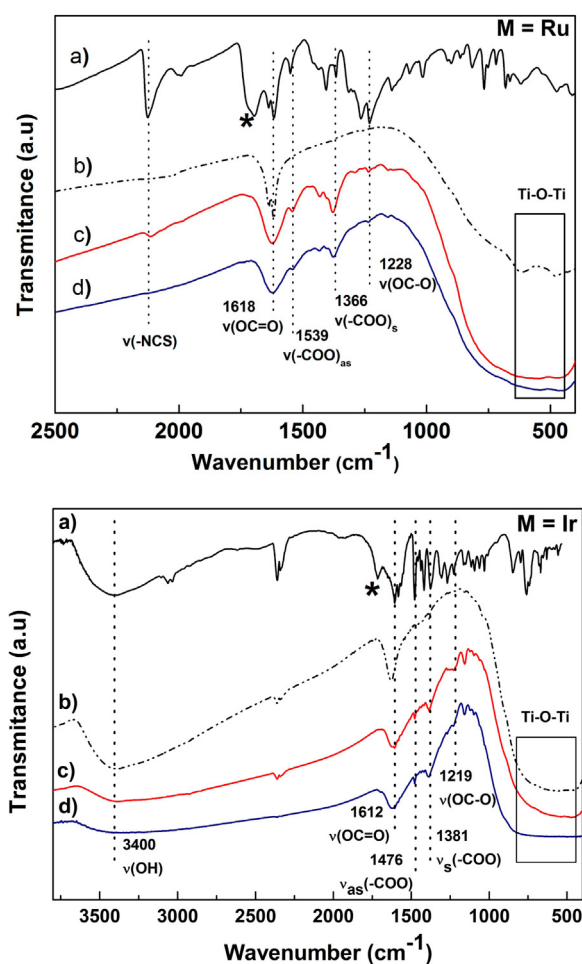 M = Ru
a)
*
b)
c)
d)
Ti-O-Ti
1228
ν(OC-O)
1366
ν(-COO)s
1618
ν(OC=O)
1539
ν(-COO)as
ν(-NCS)
Transmitance (a.u)
2500 2000 1500 1000 500
Wavenumber (cm-1)
M = Ir
a)
*
b)
c)
d)
Ti-O-Ti
1219
ν(OC-O)
1612
ν(OC=O)
1381
νs(-COO)
1476
νas(-COO)
3400
ν(OH)
Transmitance (a.u)
3500 3000 2500 2000 1500 1000 500
Wavenumber (cm-1)